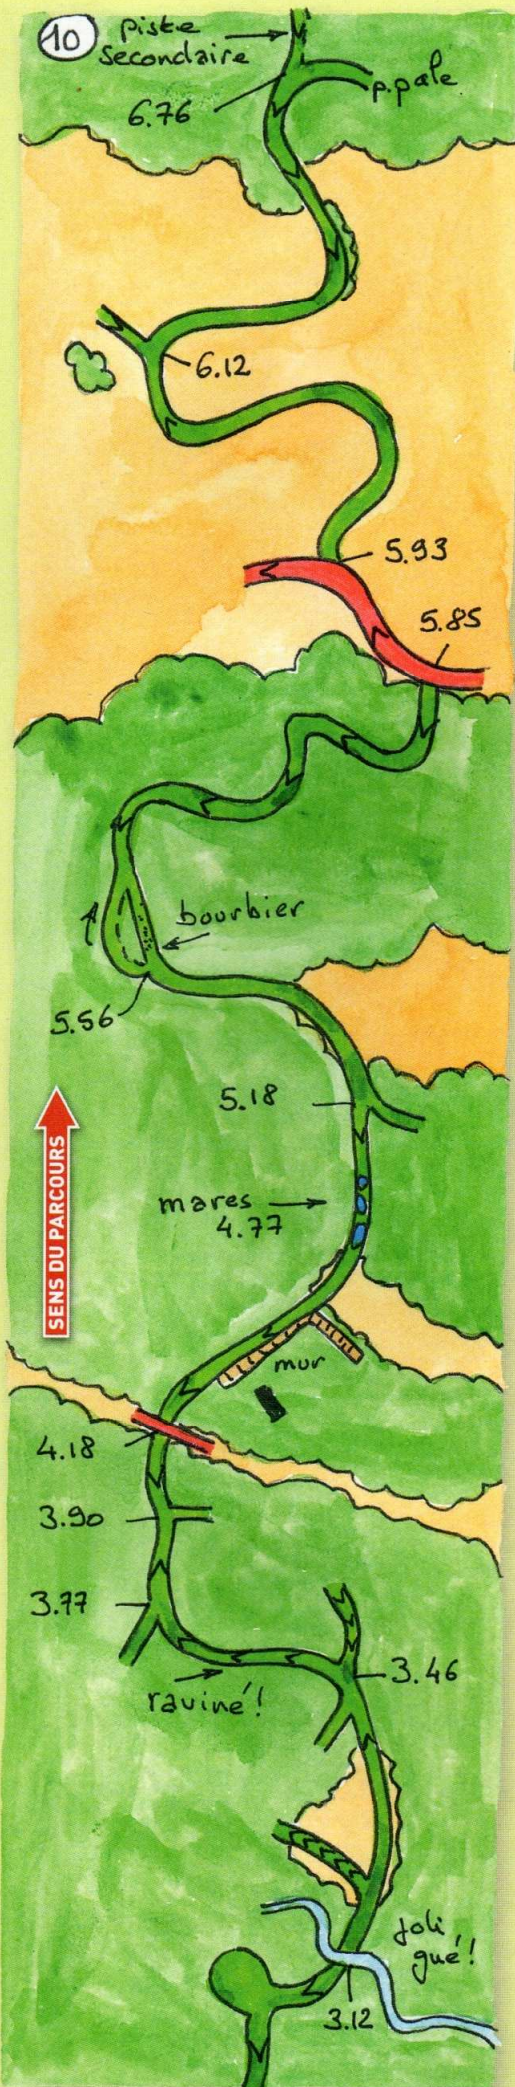 10
piste
secondaire
p.pale
6.76
6.12
5.93
5.85
bourbier
5.56
5.18
mares
4.77
SENS DU PARCOURS
mur
4.18
3.90
3.77
3.46
raviné!
Joli
gué!
3.12